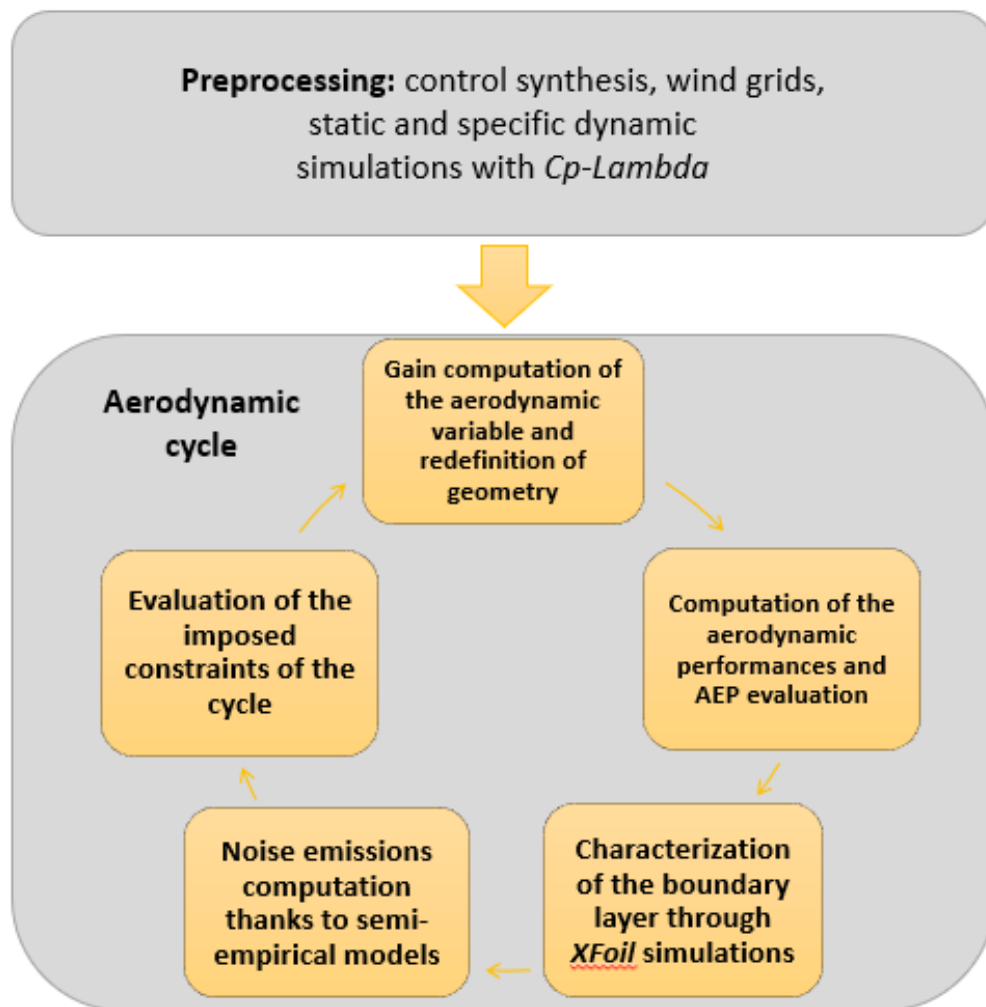 Preprocessing: control synthesis, wind grids,
static and specific dynamic
simulations with Cp-Lambda
Aerodynamic
cycle
Gain computation of
the aerodynamic
variable and
redefinition of
geometry
Computation of the
aerodynamic
performances and
AEP evaluation
Characterization
of the boundary
layer through
XFoil simulations
Noise emissions
computation
thanks to semi-
empirical models
Evaluation of the
imposed
constraints of the
cycle